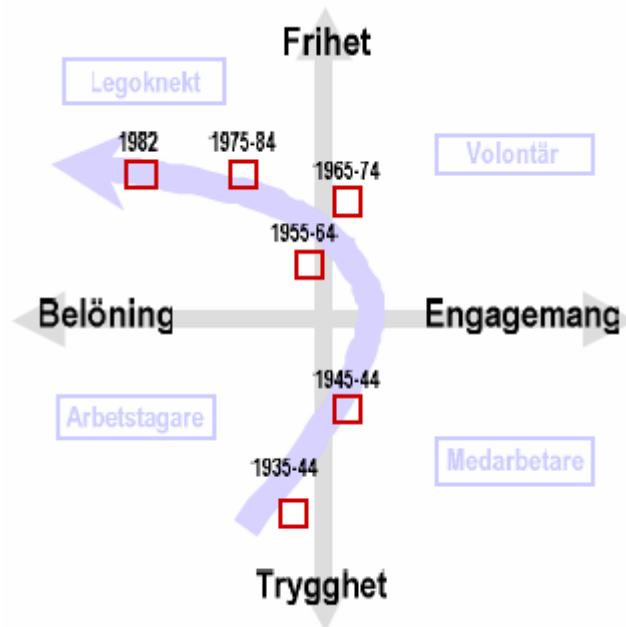 Frihet
Legoknekt
1982
1975-84
Volontär
1965-74
1955-64
Belöning
Engagemang
1945-44
Arbetstagare
Medarbetare
1935-44
Trygghet